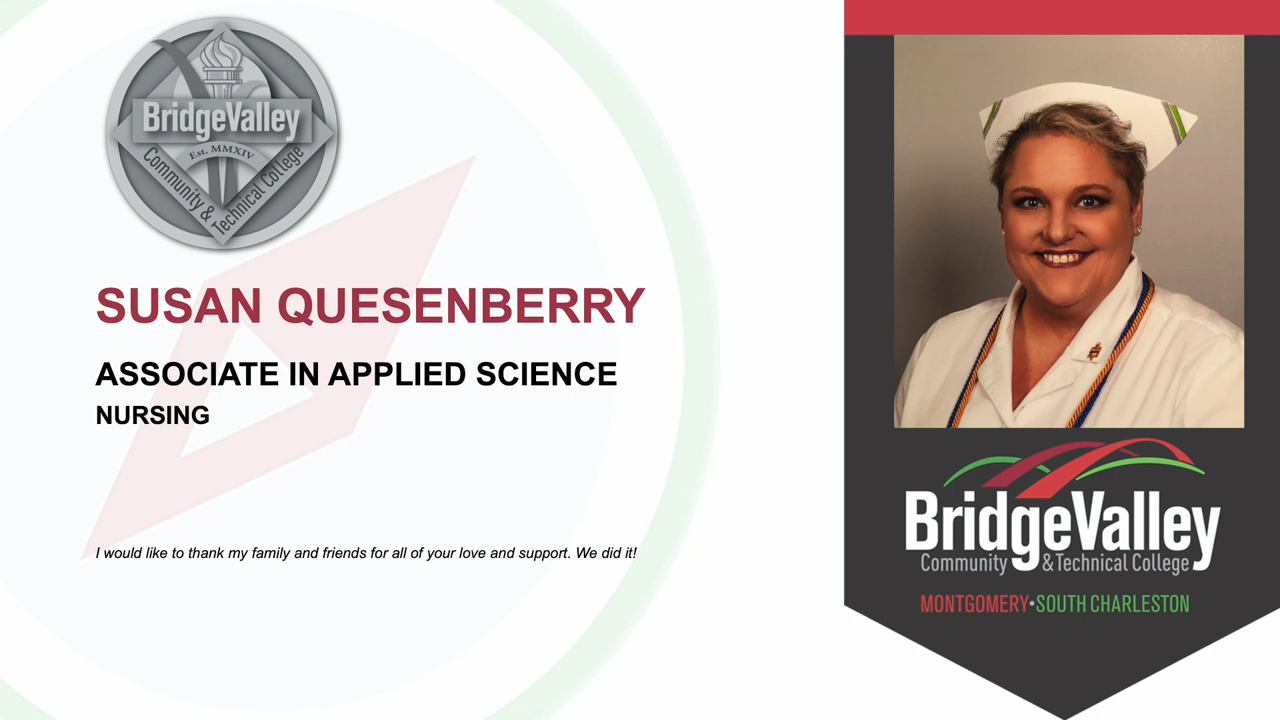 BridgeValley
Est. MMXIV
Community & Technical College
SUSAN QUESENBERRY
ASSOCIATE IN APPLIED SCIENCE
NURSING
I would like to thank my family and friends for all of your love and support. We did it!
BridgeValley
Community & Technical College
MONTGOMERY•SOUTH CHARLESTON